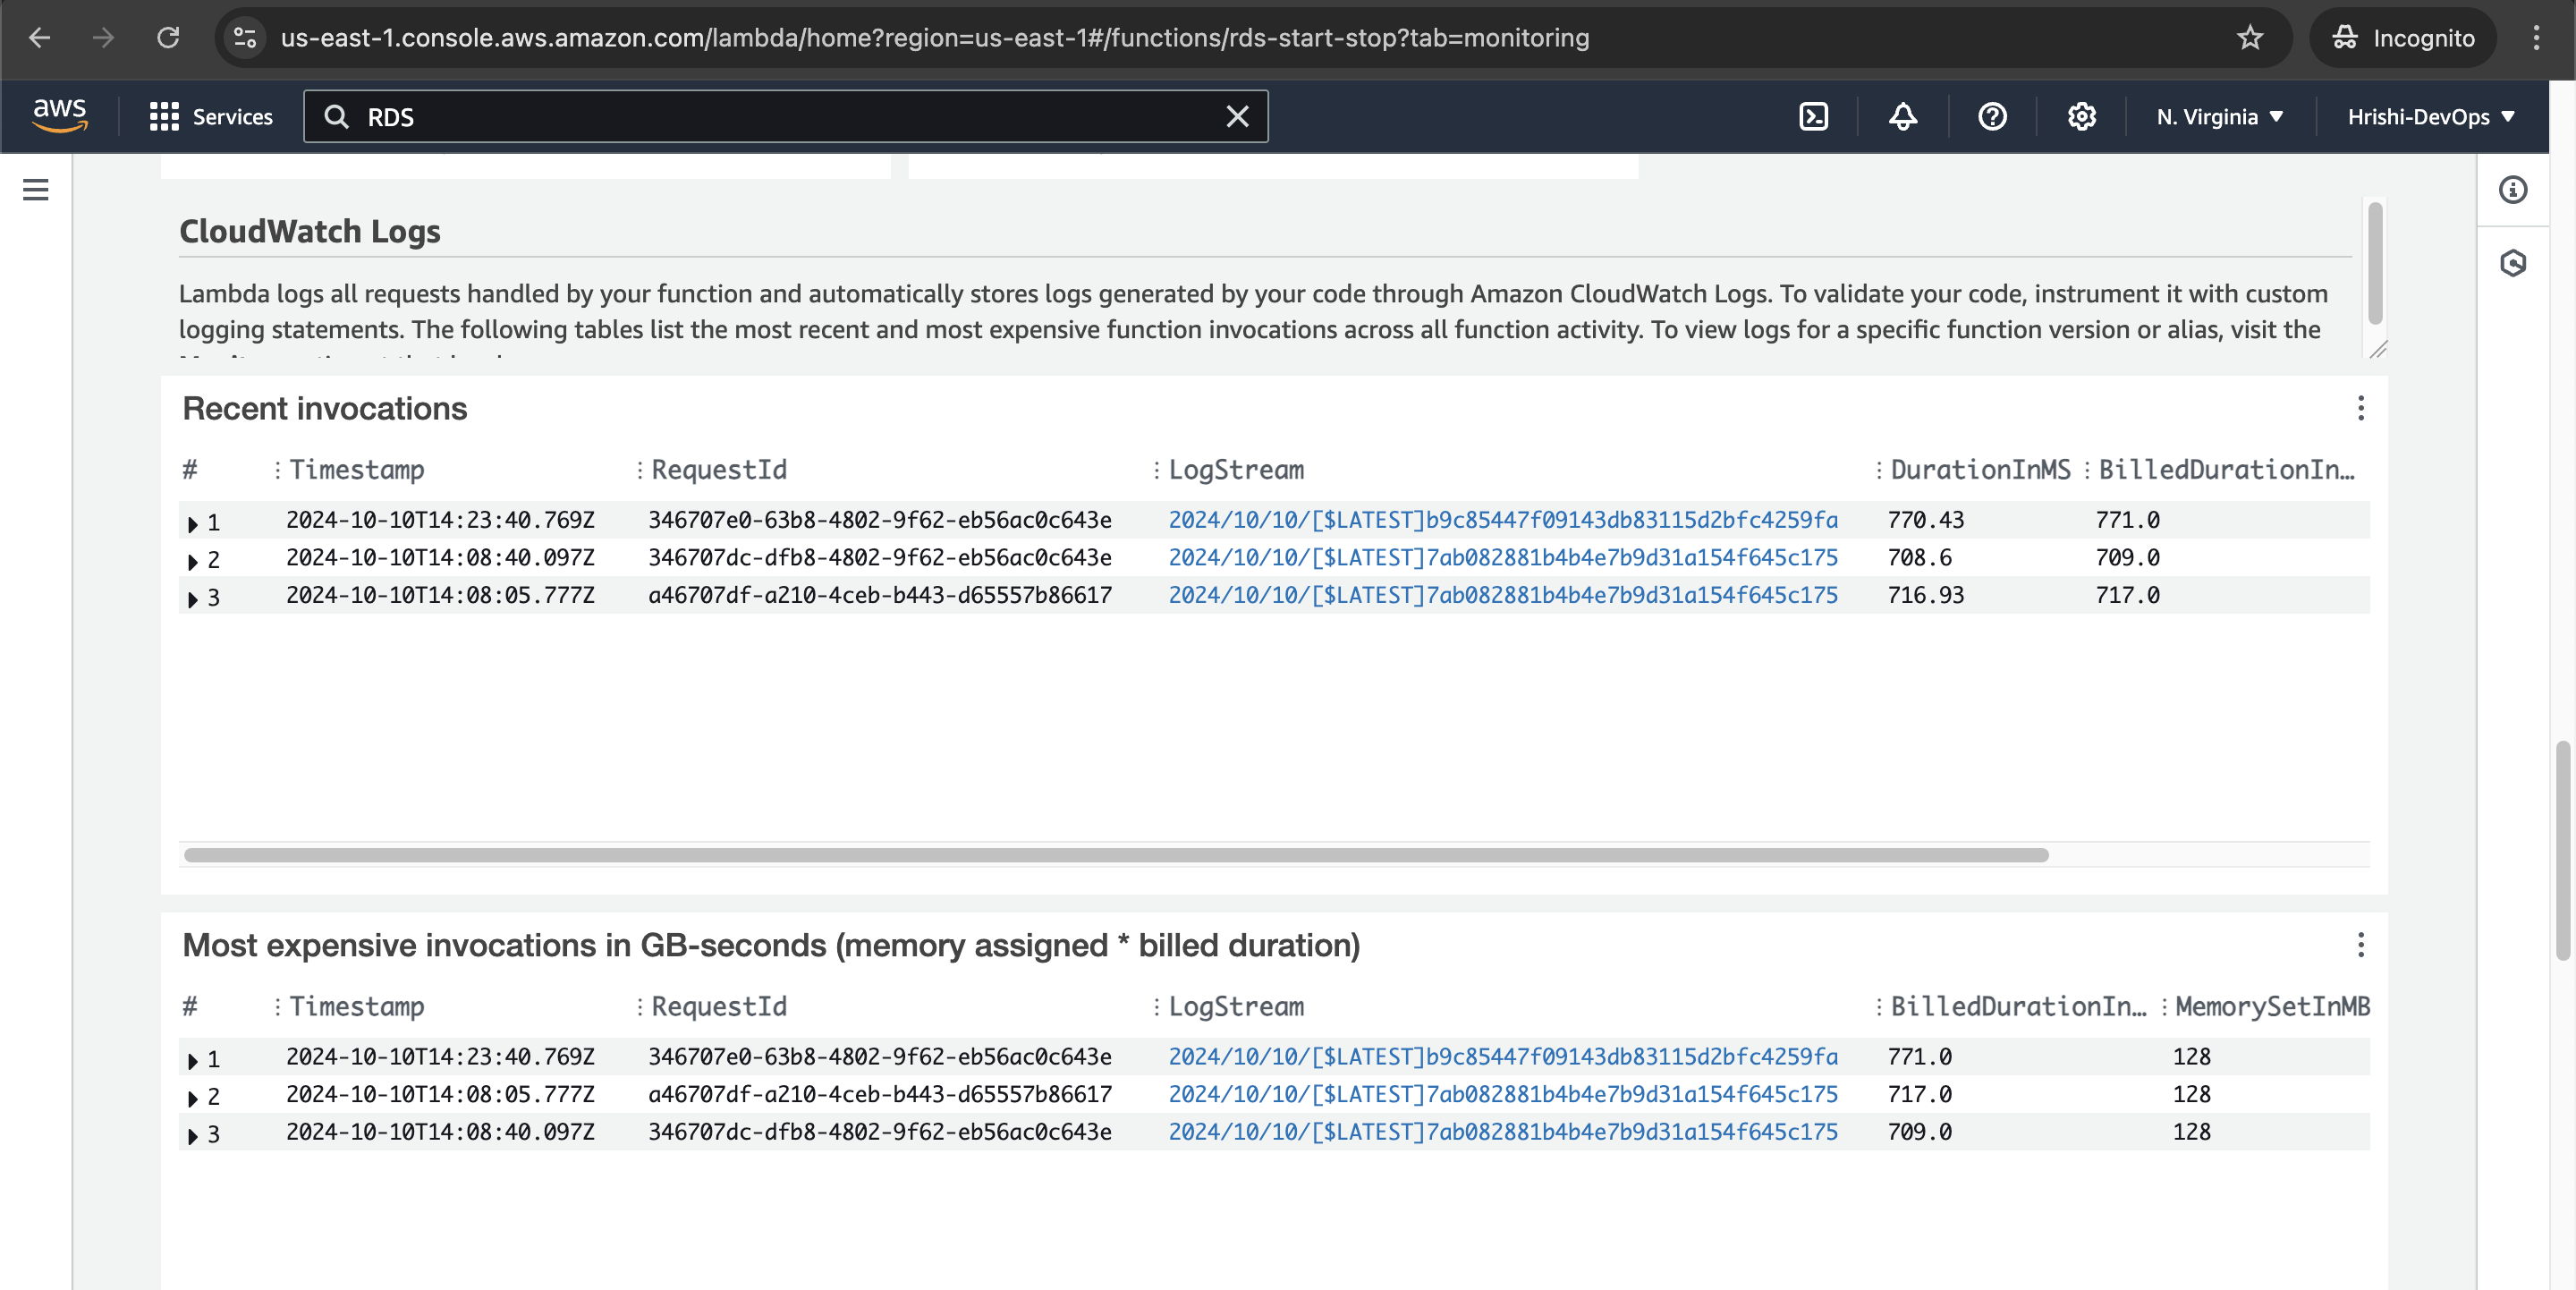 us-east-1.console.aws.amazon.com/lambda/home?region=us-east-1#/functions/rds-start-stop?tab=monitoring
Incognito
aws
Services
RDS
N. Virginia
Hrishi-DevOps
CloudWatch Logs
Lambda logs all requests handled by your function and automatically stores logs generated by your code through Amazon CloudWatch Logs. To validate your code, instrument it with custom
logging statements. The following tables list the most recent and most expensive function invocations across all function activity. To view logs for a specific function version or alias, visit the
Recent invocations
# Timestamp RequestId LogStream DurationInMS BilledDurationIn…
1 2024-10-10T14:23:40.769Z 346707e0-63b8-4802-9f62-eb56ac0c643e 2024/10/10/[$LATEST]b9c85447f09143db83115d2bfc4259fa 770.43 771.0
2 2024-10-10T14:08:40.097Z 346707dc-dfb8-4802-9f62-eb56ac0c643e 2024/10/10/[$LATEST]7ab082881b4b4e7b9d31a154f645c175 708.6 709.0
3 2024-10-10T14:08:05.777Z a46707df-a210-4ceb-b443-d65557b86617 2024/10/10/[$LATEST]7ab082881b4b4e7b9d31a154f645c175 716.93 717.0
Most expensive invocations in GB-seconds (memory assigned * billed duration)
# Timestamp RequestId LogStream BilledDurationIn… MemorySetInMB
1 2024-10-10T14:23:40.769Z 346707e0-63b8-4802-9f62-eb56ac0c643e 2024/10/10/[$LATEST]b9c85447f09143db83115d2bfc4259fa 771.0 128
2 2024-10-10T14:08:05.777Z a46707df-a210-4ceb-b443-d65557b86617 2024/10/10/[$LATEST]7ab082881b4b4e7b9d31a154f645c175 717.0 128
3 2024-10-10T14:08:40.097Z 346707dc-dfb8-4802-9f62-eb56ac0c643e 2024/10/10/[$LATEST]7ab082881b4b4e7b9d31a154f645c175 709.0 128